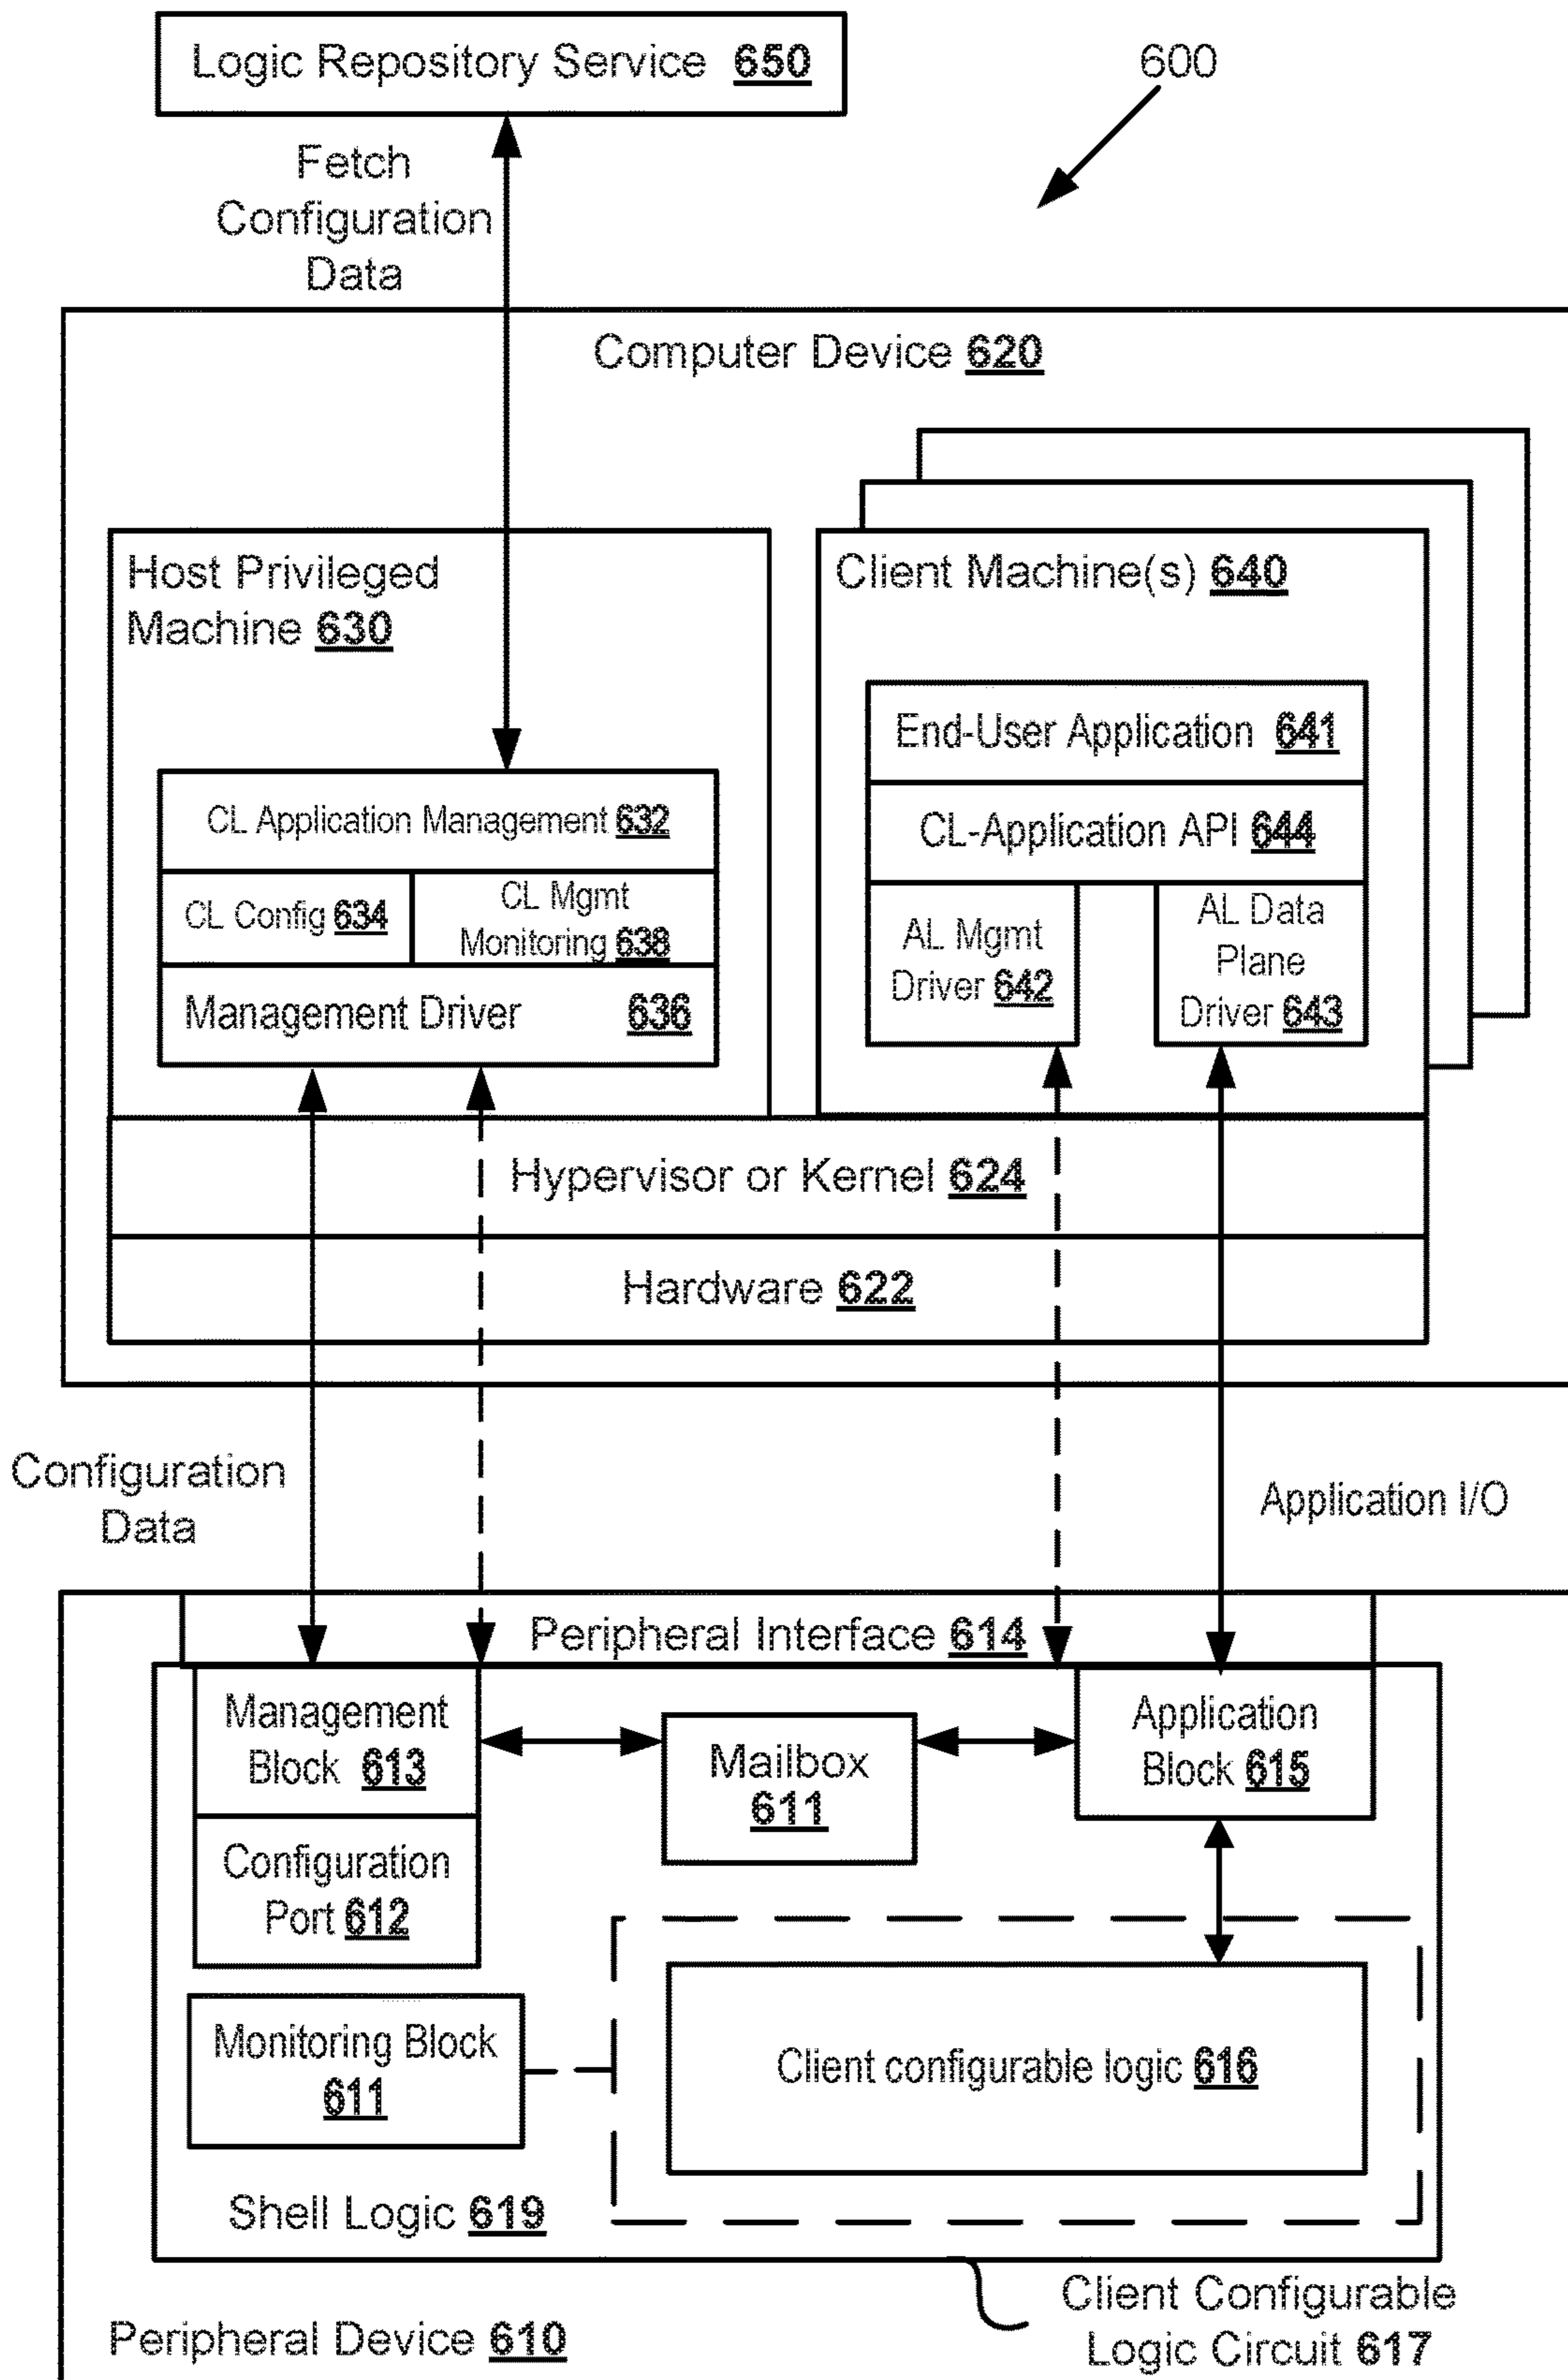 Logic Repository Service 650
600
Fetch
Configuration
Data
Computer Device 620
Host Privileged
Machine 630
Client Machine(s) 640
End-User Application 641
CL-Application API 644
AL Mgmt
Driver 642
AL Data
Plane
Driver 643
CL Application Management 632
CL Config 634
CL Mgmt
Monitoring 638
Management Driver 636
Hypervisor or Kernel 624
Hardware 622
Configuration
Data
Application I/O
Peripheral Interface 614
Management
Block 613
Mailbox
611
Application
Block 615
Configuration
Port 612
Monitoring Block
611
Client configurable logic 616
Shell Logic 619
Client Configurable
Logic Circuit 617
Peripheral Device 610